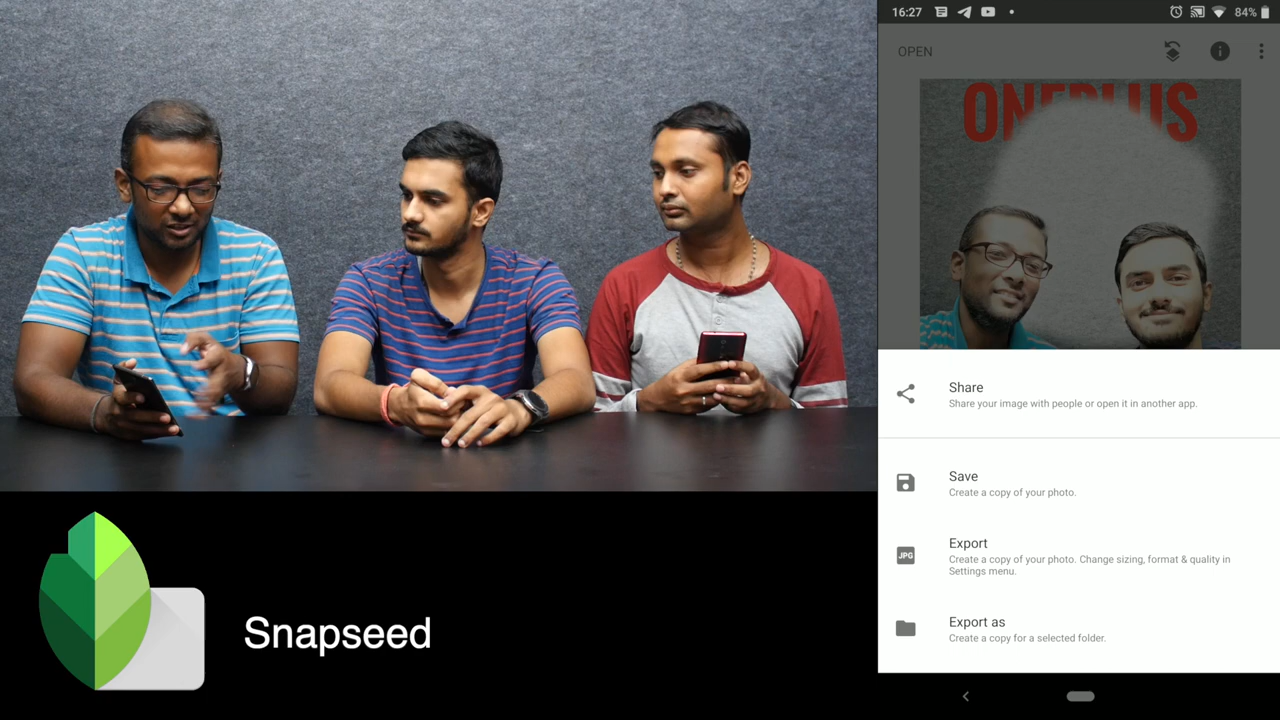 16:27
84%
OPEN
ONEPLUS
Share
Share your image with people or open it in another app.
Save
Create a copy of your photo.
JPG
Export
Create a copy of your photo. Change sizing, format & quality in
Settings menu.
Export as
Create a copy for a selected folder.
Snapseed